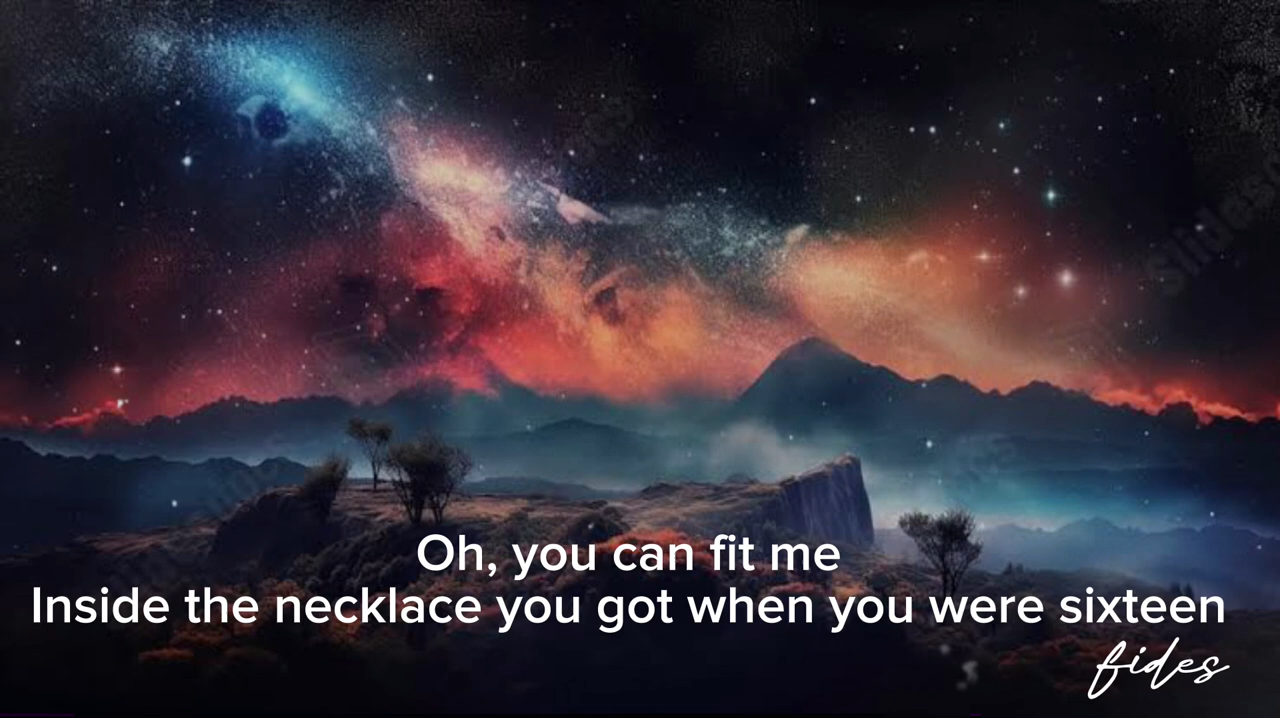 Oh, you can fit me
Inside the necklace you got when you were sixteen
fides